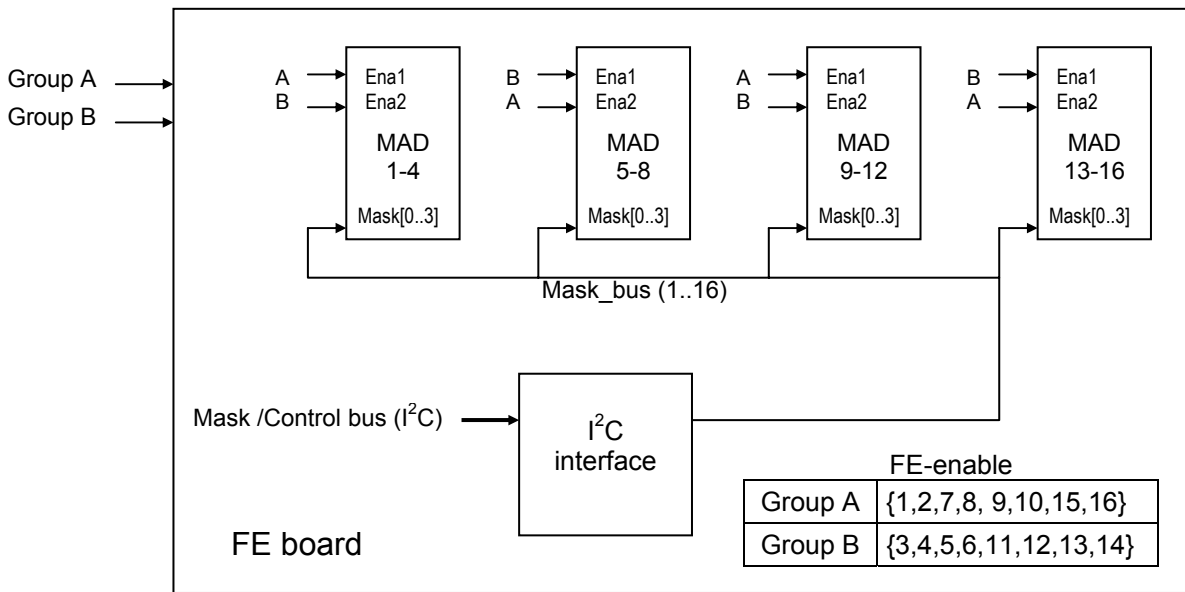 Group A
Group B
A
B
Ena1
Ena2
MAD
1-4
Mask[0..3]
B
A
Ena1
Ena2
MAD
5-8
Mask[0..3]
A
B
Ena1
Ena2
MAD
9-12
Mask[0..3]
B
A
Ena1
Ena2
MAD
13-16
Mask[0..3]
Mask_bus (1..16)
Mask /Control bus (I²C)
I²C
interface
FE-enable
Group A {1,2,7,8, 9,10,15,16}
Group B {3,4,5,6,11,12,13,14}
FE board